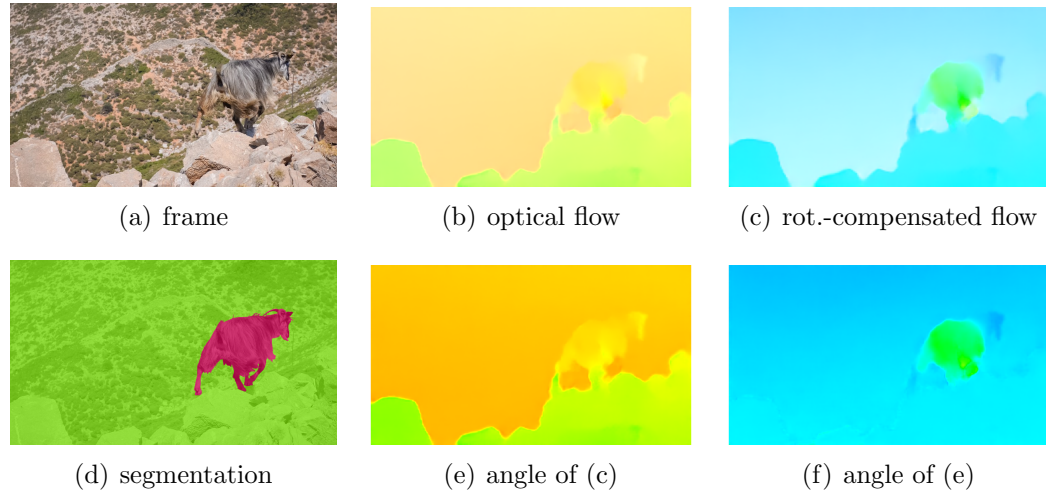 (a) frame
(b) optical flow
(c) rot.-compensated flow
(d) segmentation
(e) angle of (c)
(f) angle of (e)